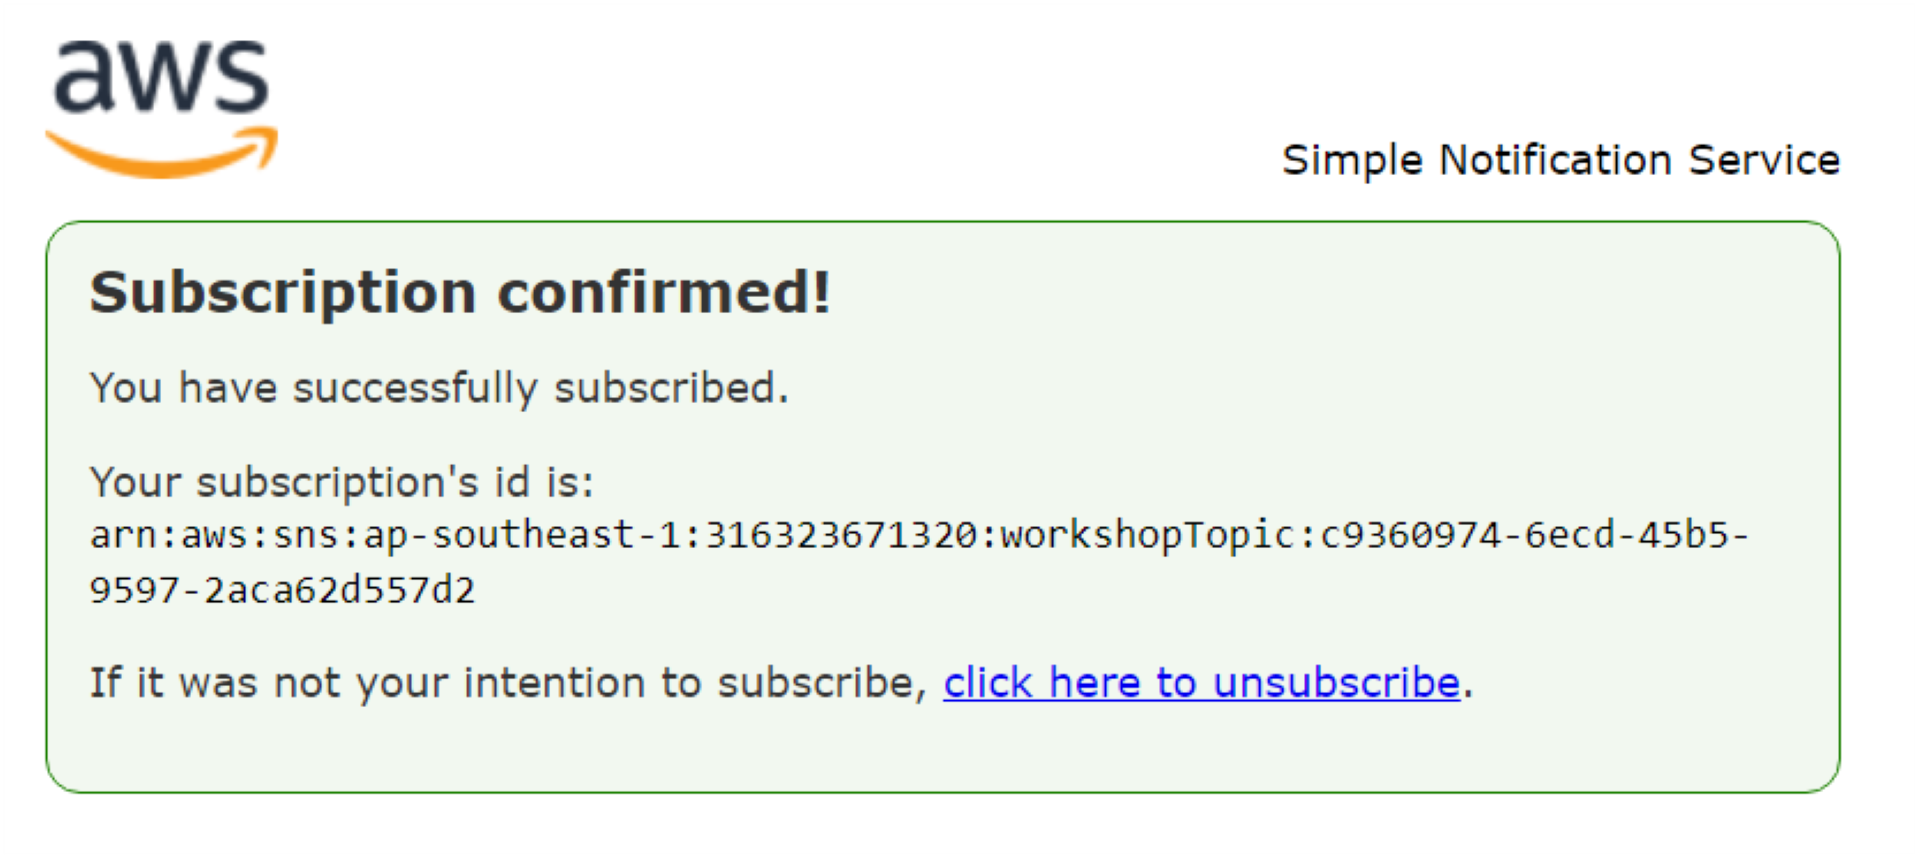 aws
Simple Notification Service
Subscription confirmed!
You have successfully subscribed.
Your subscription's id is:
arn:aws:sns:ap-southeast-1:316323671320:workshopTopic:c9360974-6ecd-45b5-
9597-2aca62d557d2
If it was not your intention to subscribe, click here to unsubscribe.